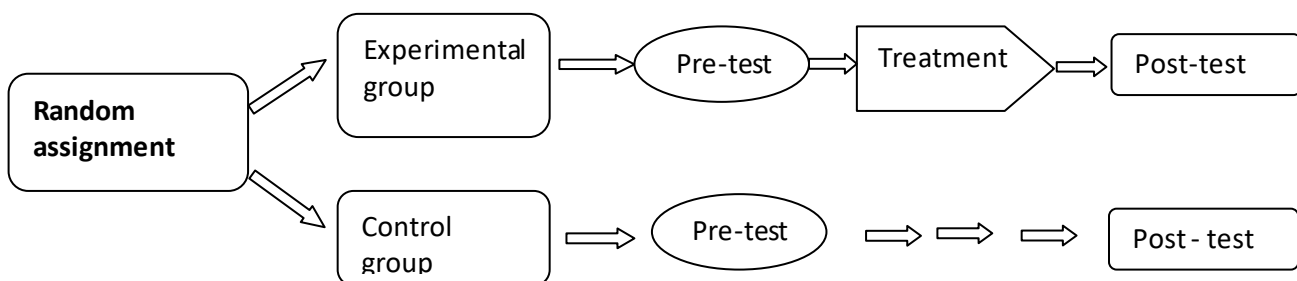 Random
assignment
Experimental
group
Pre-test
Treatment
Post-test
Control
group
Pre-test
Post - test